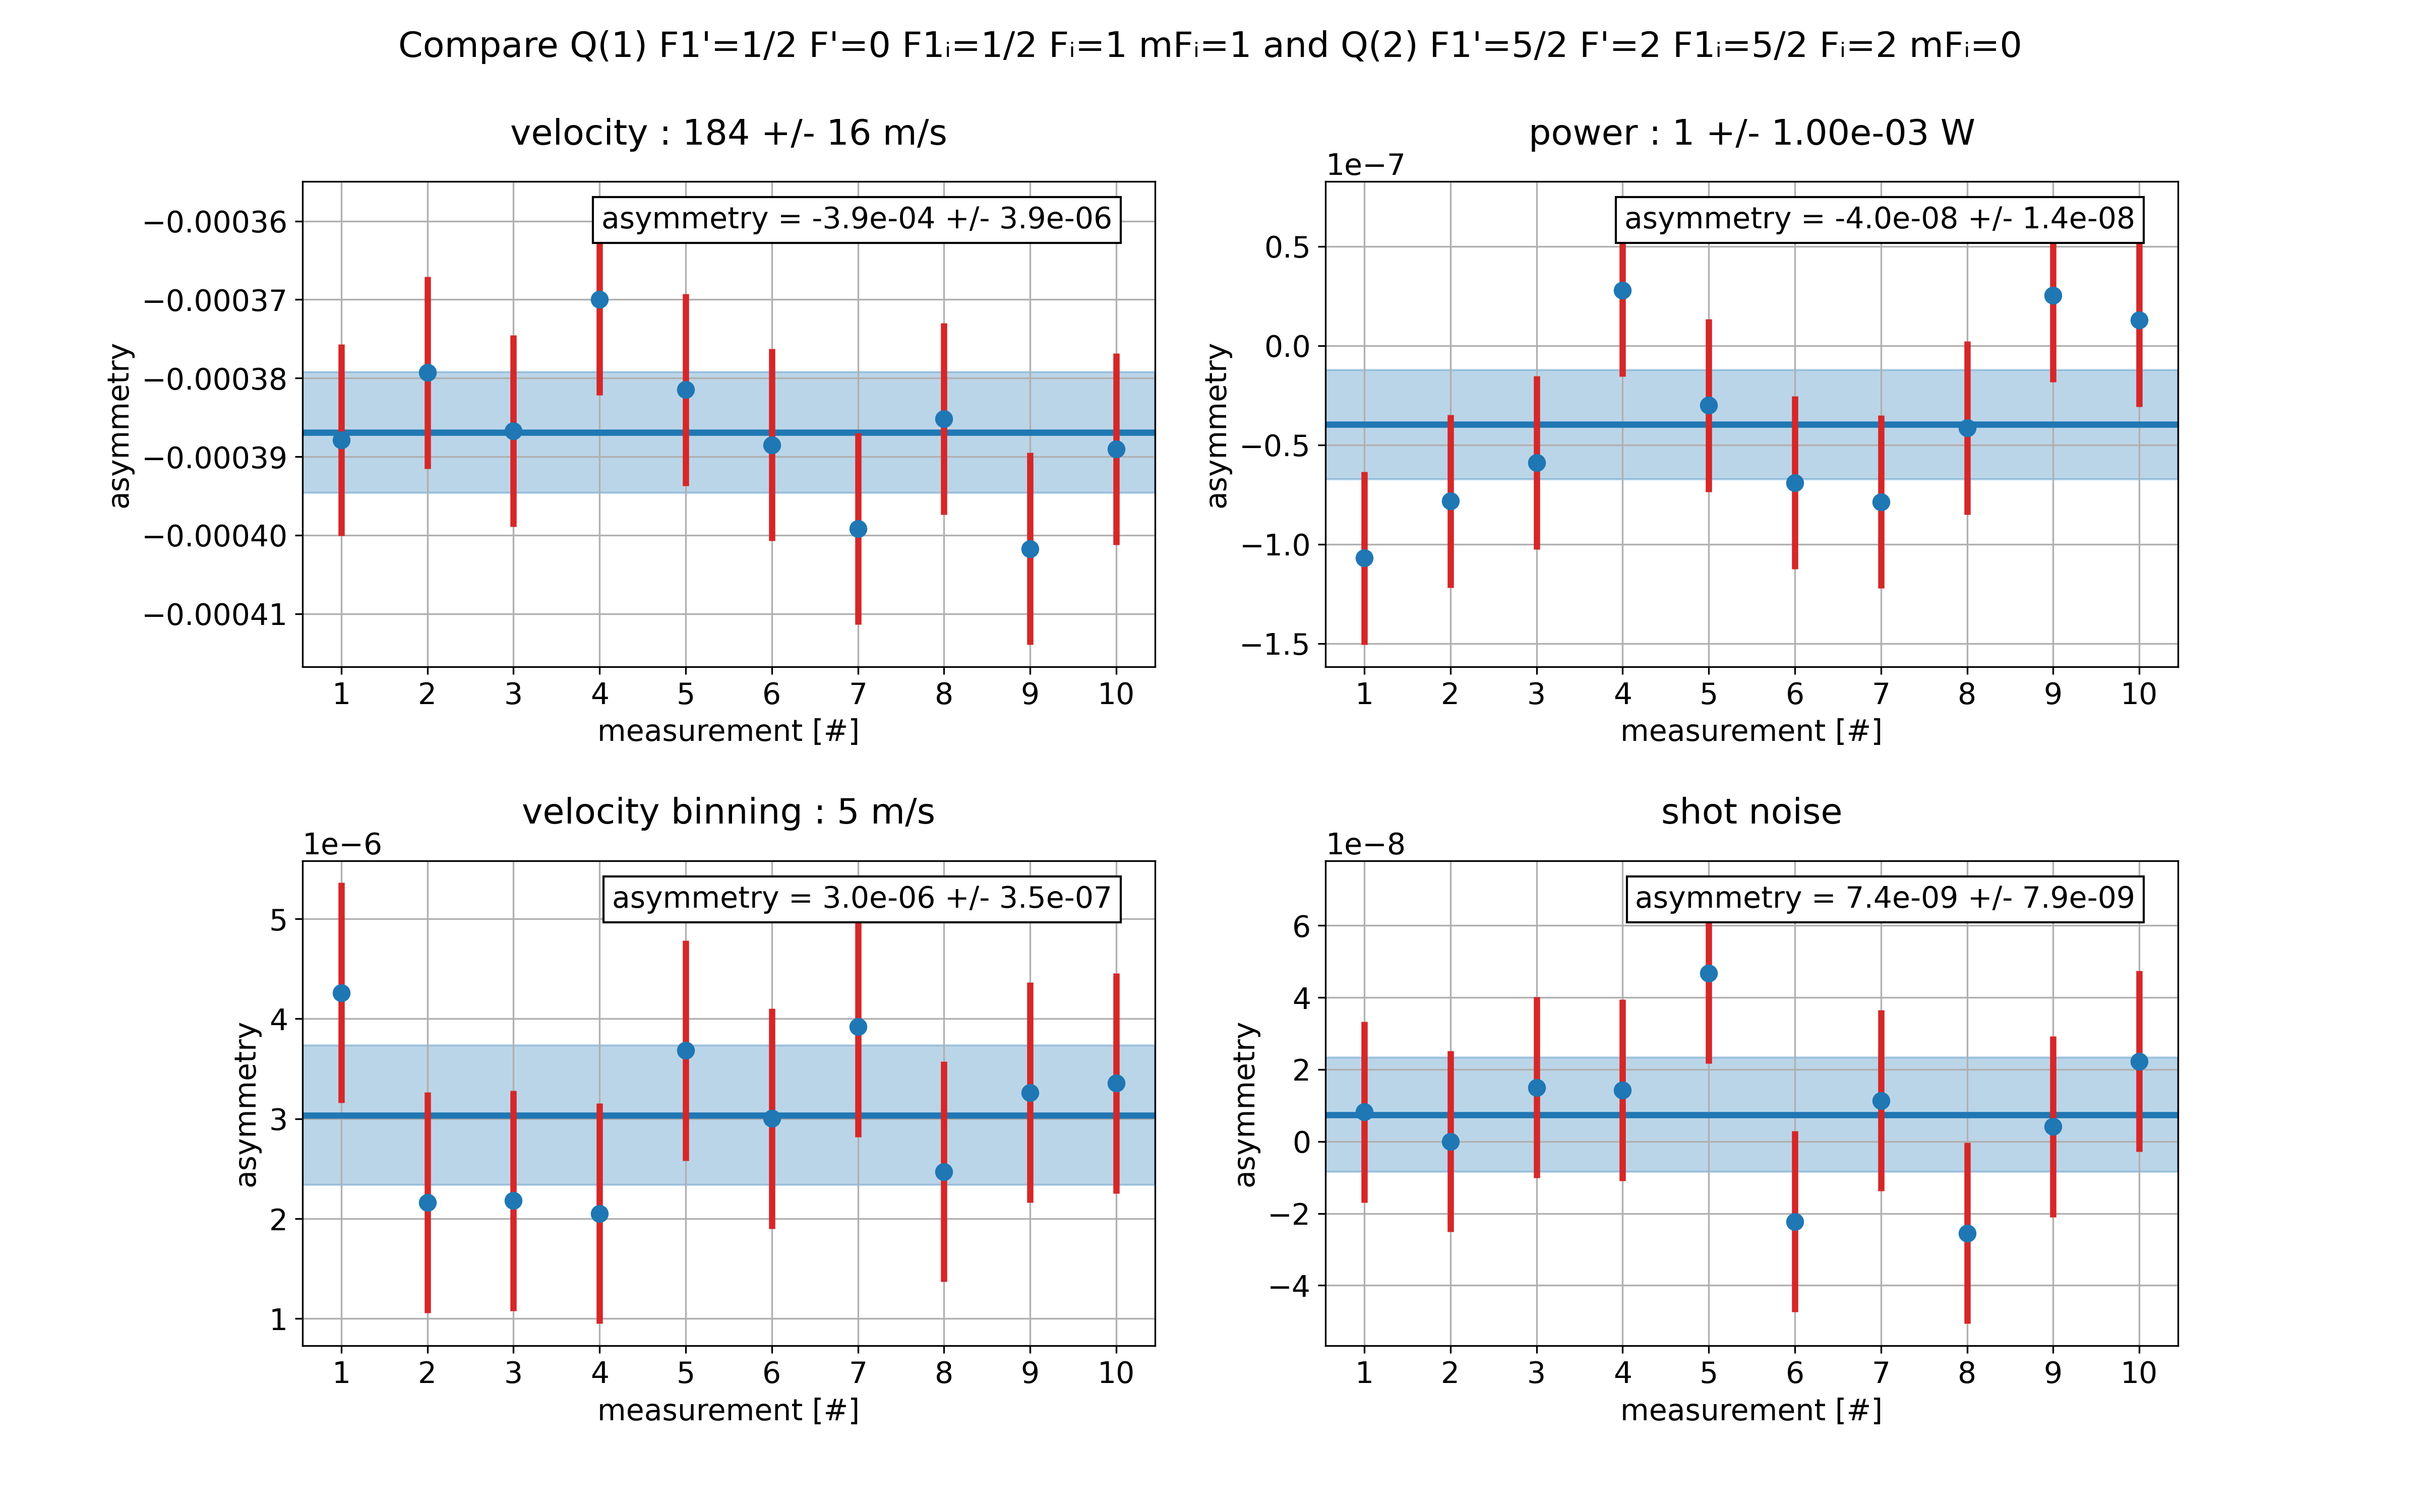 Compare Q(1) F1'=1/2 F'=0 F1ᵢ=1/2 Fᵢ=1 mFᵢ=1 and Q(2) F1'=5/2 F'=2 F1ᵢ=5/2 Fᵢ=2 mFᵢ=0
velocity : 184 +/- 16 m/s
asymmetry = -3.9e-04 +/- 3.9e-06
−0.00036
−0.00037
−0.00038
−0.00039
−0.00040
−0.00041
asymmetry
1 2 3 4 5 6 7 8 9 10
measurement [#]
power : 1 +/- 1.00e-03 W
1e−7
asymmetry = -4.0e-08 +/- 1.4e-08
0.5
0.0
−0.5
−1.0
−1.5
asymmetry
1 2 3 4 5 6 7 8 9 10
measurement [#]
velocity binning : 5 m/s
1e−6
asymmetry = 3.0e-06 +/- 3.5e-07
5
4
3
2
1
asymmetry
1 2 3 4 5 6 7 8 9 10
measurement [#]
shot noise
1e−8
asymmetry = 7.4e-09 +/- 7.9e-09
6
4
2
0
−2
−4
asymmetry
1 2 3 4 5 6 7 8 9 10
measurement [#]